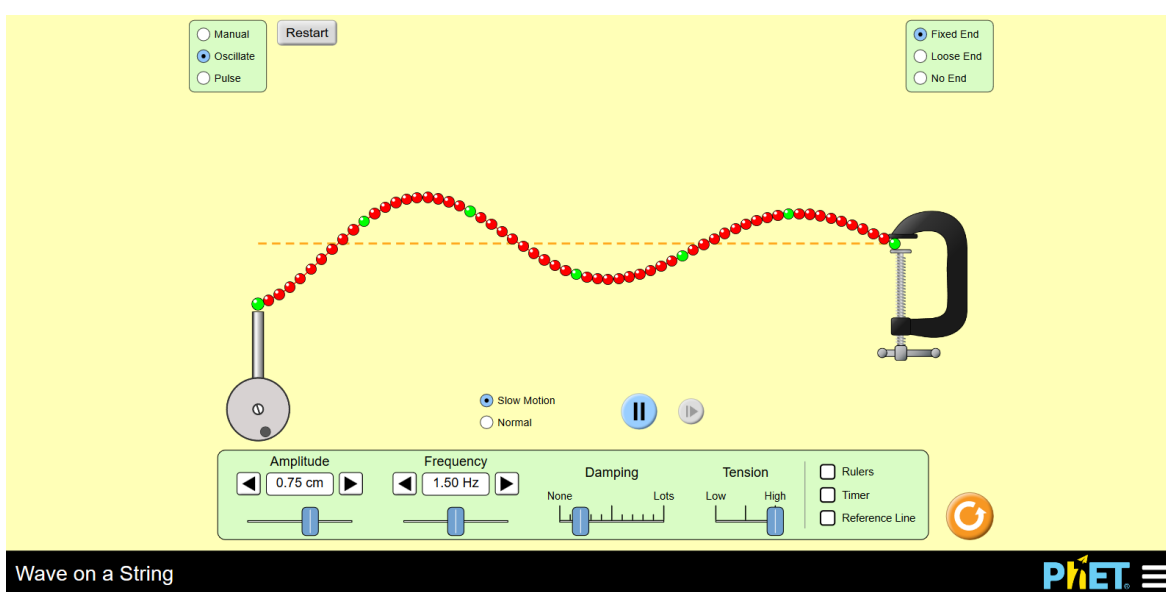 Manual
Oscillate
Pulse
Restart
Fixed End
Loose End
No End
Slow Motion
Normal
Amplitude
0.75 cm
Frequency
1.50 Hz
Damping
None
Lots
Tension
Low
High
Rulers
Timer
Reference Line
Wave on a String
PhET